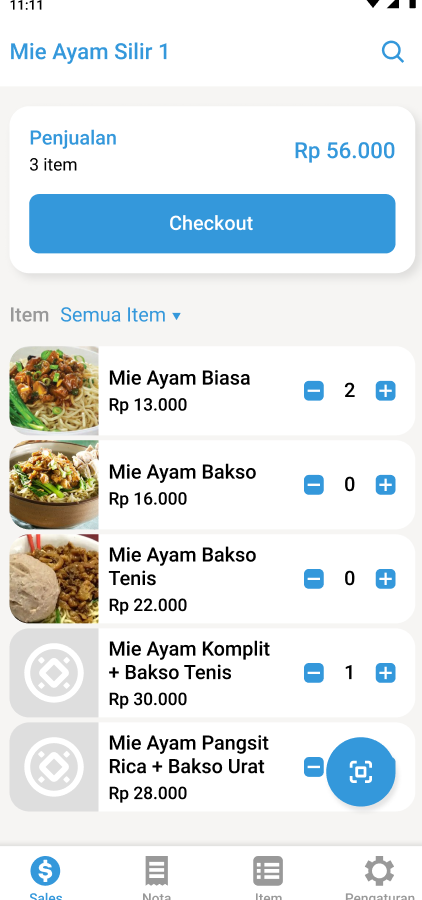 11:11
Mie Ayam Silir 1
Penjualan
3 item
Rp 56.000
Checkout
Item Semua Item
Mie Ayam Biasa
Rp 13.000
2
Mie Ayam Bakso
Rp 16.000
0
Mie Ayam Bakso
Tenis
Rp 22.000
0
Mie Ayam Komplit
+ Bakso Tenis
Rp 30.000
1
Mie Ayam Pangsit
Rica + Bakso Urat
Rp 28.000
Sales Nota Item Pengaturan